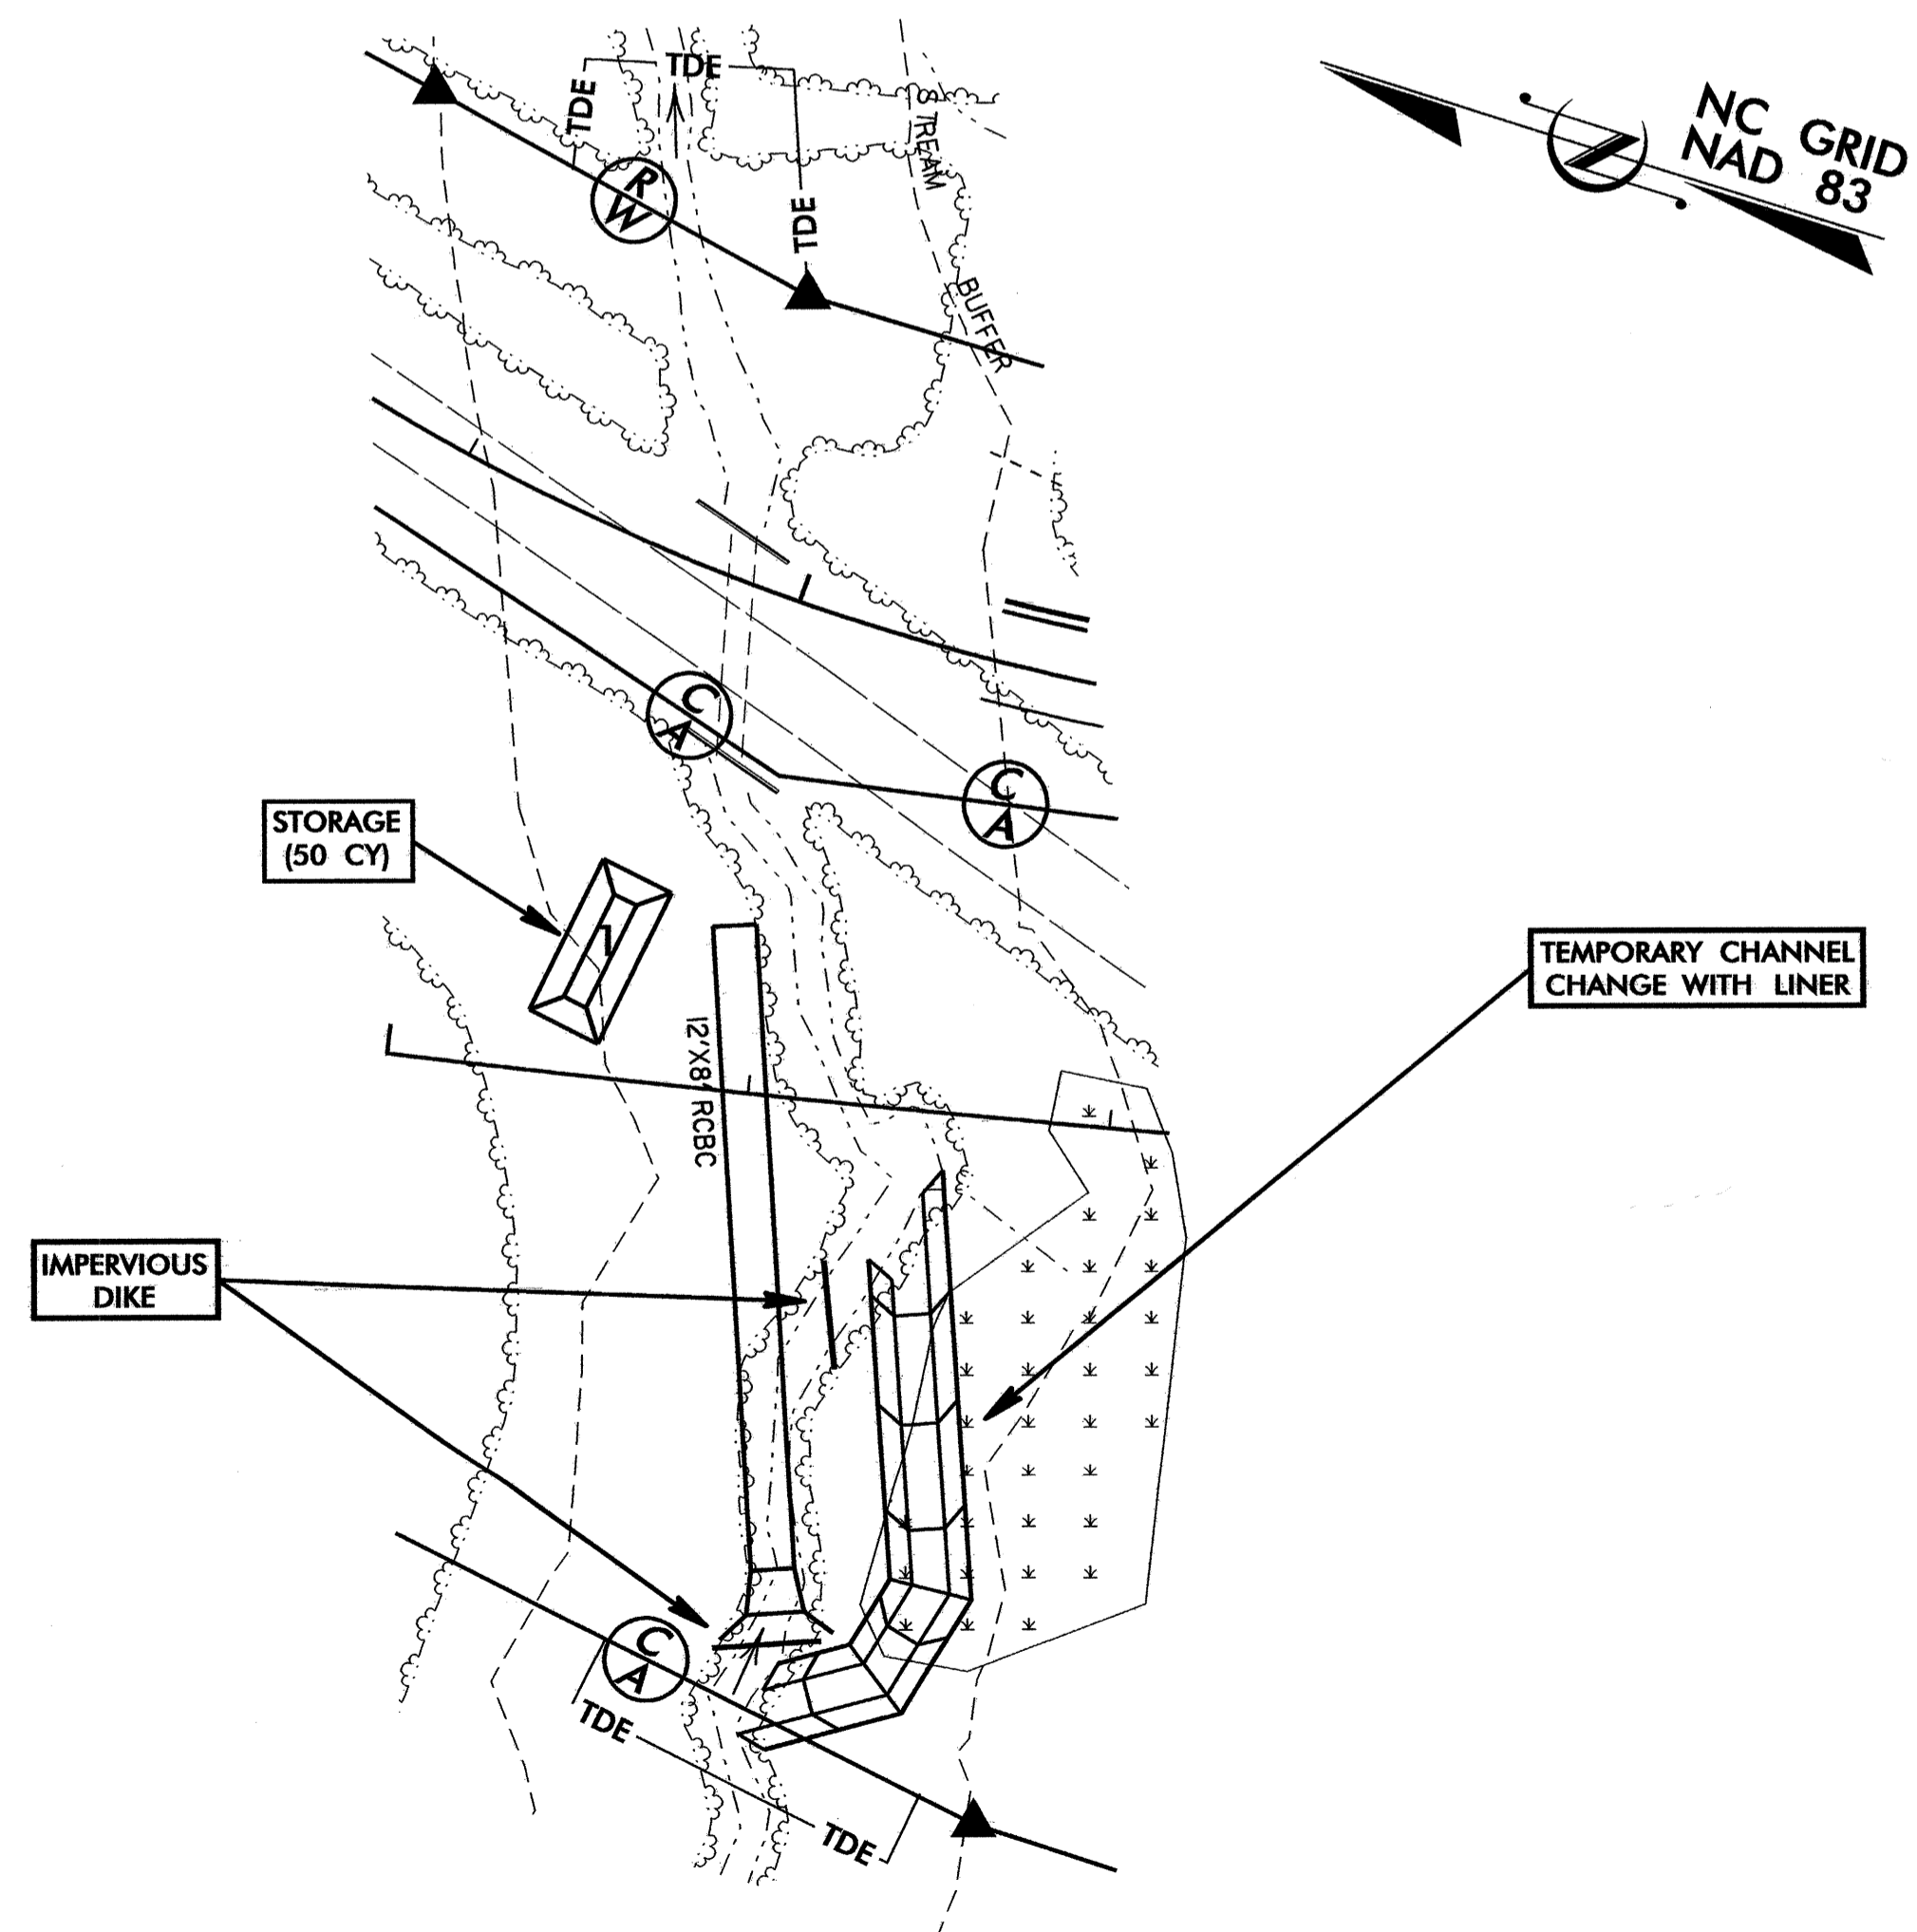 TDE
TDE
TDE
STREAM
BUFFER
R
W
NC GRID
NAD 83
C
A
C
A
STORAGE
(50 CY)
12'X8' RCBC
TEMPORARY CHANNEL
CHANGE WITH LINER
IMPERVIOUS
DIKE
C
A
TDE
TDE